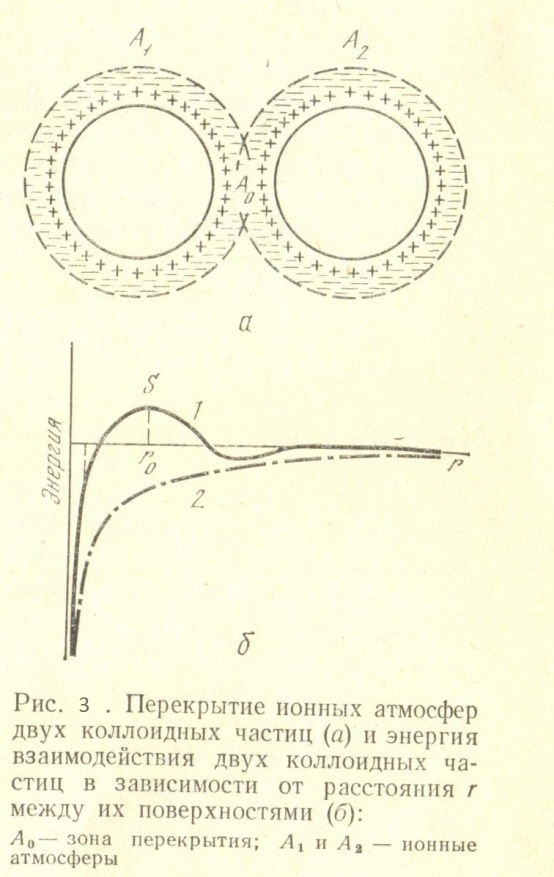 A₁ A₂
A₀
а
S
1
Энергия
r₀
r
2
б
Рис. 3 . Перекрытие ионных атмосфер
двух коллоидных частиц (а) и энергия
взаимодействия двух коллоидных ча-
стиц в зависимости от расстояния r
между их поверхностями (б):
A₀— зона перекрытия; A₁ и A₂ — ионные
атмосферы